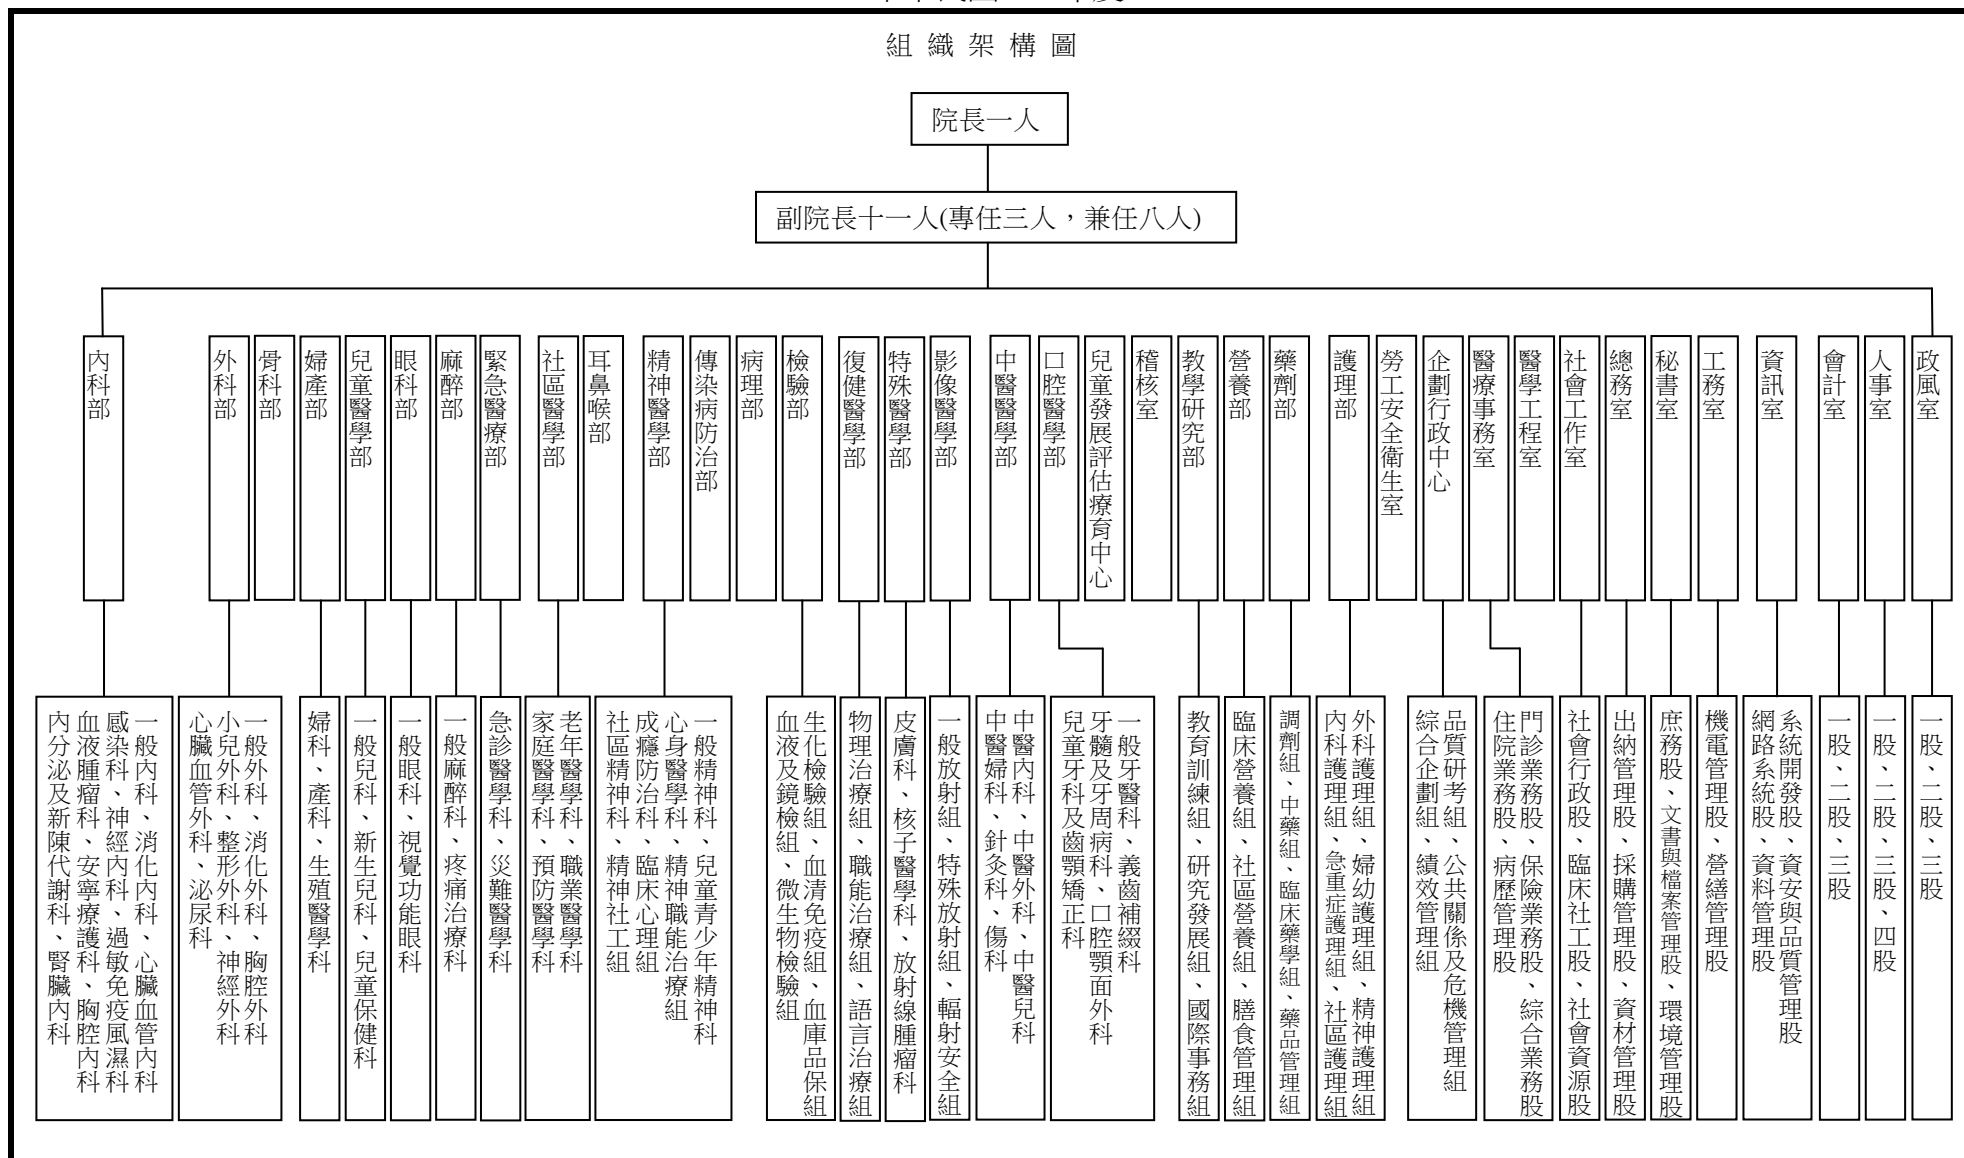 組織架構圖
院長一人
副院長十一人(專任三人，兼任八人)
內科部
外科部
骨科部
婦產部
兒童醫學部
眼科部
麻醉部
緊急醫療部
社區醫學部
耳鼻喉部
精神醫學部
傳染病防治部
病理部
檢驗部
復健醫學部
特殊醫學部
影像醫學部
中醫醫學部
口腔醫學部
兒童發展評估療育中心
稽核室
教學研究部
營養部
藥劑部
護理部
勞工安全衛生室
企劃行政中心
醫療事務室
醫學工程室
社會工作室
總務室
秘書室
工務室
資訊室
會計室
人事室
政風室
一般內科、消化內科、心臟血管內科
感染科、神經內科、過敏免疫風濕科
血液腫瘤科、安寧療護科、胸腔內科
內分泌及新陳代謝科、腎臟內科
一般外科、消化外科、胸腔外科
小兒外科、整形外科、神經外科
心臟血管外科、泌尿科
婦科、產科、生殖醫學科
一般兒科、新生兒科、兒童保健科
一般眼科、視覺功能眼科
一般麻醉科、疼痛治療科
急診醫學科、災難醫學科
老年醫學科、職業醫學科
家庭醫學科、預防醫學科
一般精神科、兒童青少年精神科
心身醫學科、精神職能治療組
成癮防治科、臨床心理組
社區精神科、精神社工組
生化檢驗組、血清免疫組、血庫品保組
血液及鏡檢組、微生物檢驗組
物理治療組、職能治療組、語言治療組
皮膚科、核子醫學科、放射線腫瘤科
一般放射組、特殊放射組、輻射安全組
中醫內科、中醫外科、中醫兒科
中醫婦科、針灸科、傷科
一般牙醫科、義齒補綴科
牙髓及牙周病科、口腔顎面外科
兒童牙科及齒顎矯正科
教育訓練組、研究發展組、國際事務組
臨床營養組、社區營養組、膳食管理組
調劑組、中藥組、臨床藥學組、藥品管理組
外科護理組、婦幼護理組、精神護理組
內科護理組、急重症護理組、社區護理組
品質研考組、公共關係及危機管理組
綜合企劃組、績效管理組
門診業務股、保險業務股、綜合業務股
住院業務股、病歷管理股
社會行政股、臨床社工股、社會資源股
出納管理股、採購管理股、資材管理股
庶務股、文書與檔案管理股、環境管理股
機電管理股、營繕管理股
系統開發股、資安與品質管理股
網路系統股、資料管理股
一股、二股、三股
一股、二股、三股、四股
一股、二股、三股